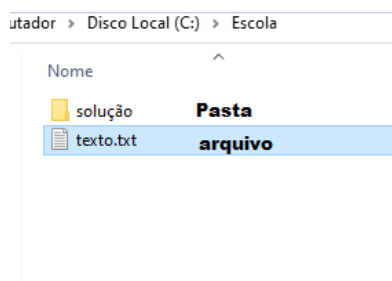 utador > Disco Local (C:) > Escola
Nome
solução Pasta
texto.txt arquivo